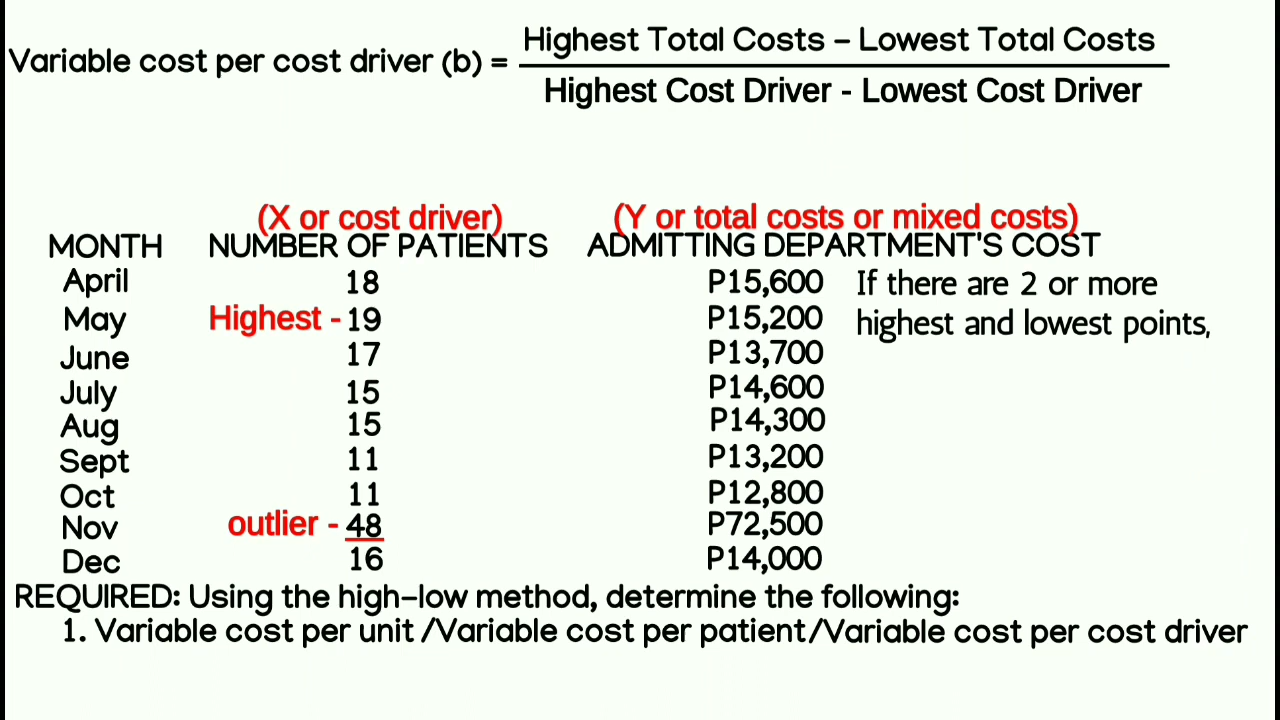 Highest Total Costs – Lowest Total Costs
Variable cost per cost driver (b) =
Highest Cost Driver - Lowest Cost Driver
(X or cost driver) (Y or total costs or mixed costs)
MONTH NUMBER OF PATIENTS ADMITTING DEPARTMENT'S COST
April 18 P15,600 If there are 2 or more
May Highest - 19 P15,200 highest and lowest points,
June 17 P13,700
July 15 P14,600
Aug 15 P14,300
Sept 11 P13,200
Oct 11 P12,800
Nov outlier - 48 P72,500
Dec 16 P14,000
REQUIRED: Using the high–low method, determine the following:
1. Variable cost per unit /Variable cost per patient/Variable cost per cost driver